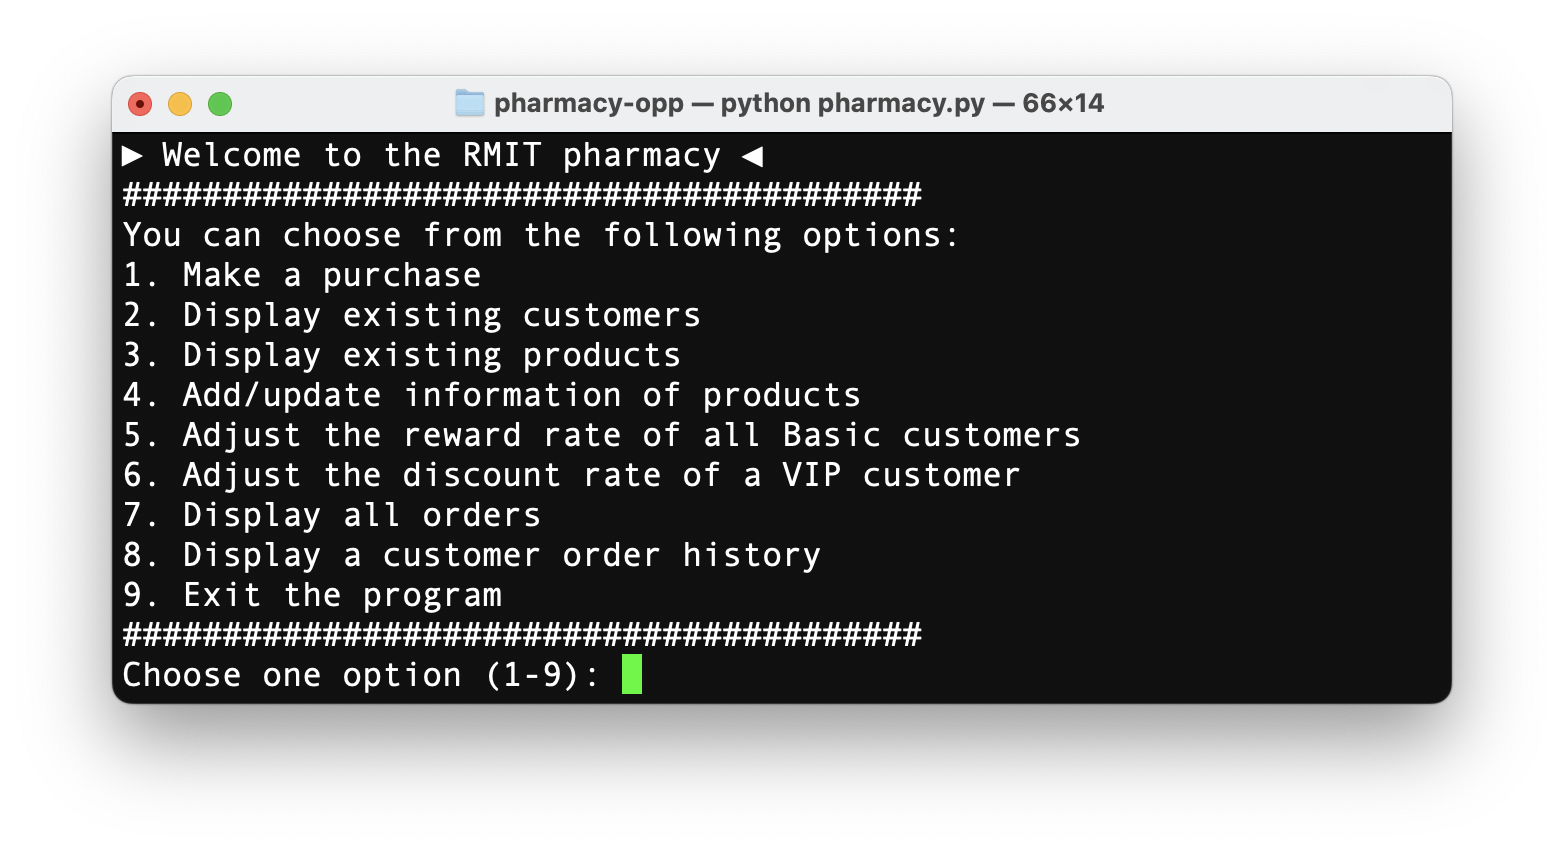 pharmacy-opp — python pharmacy.py — 66×14
▶ Welcome to the RMIT pharmacy ◀
########################################
You can choose from the following options:
1. Make a purchase
2. Display existing customers
3. Display existing products
4. Add/update information of products
5. Adjust the reward rate of all Basic customers
6. Adjust the discount rate of a VIP customer
7. Display all orders
8. Display a customer order history
9. Exit the program
########################################
Choose one option (1-9):